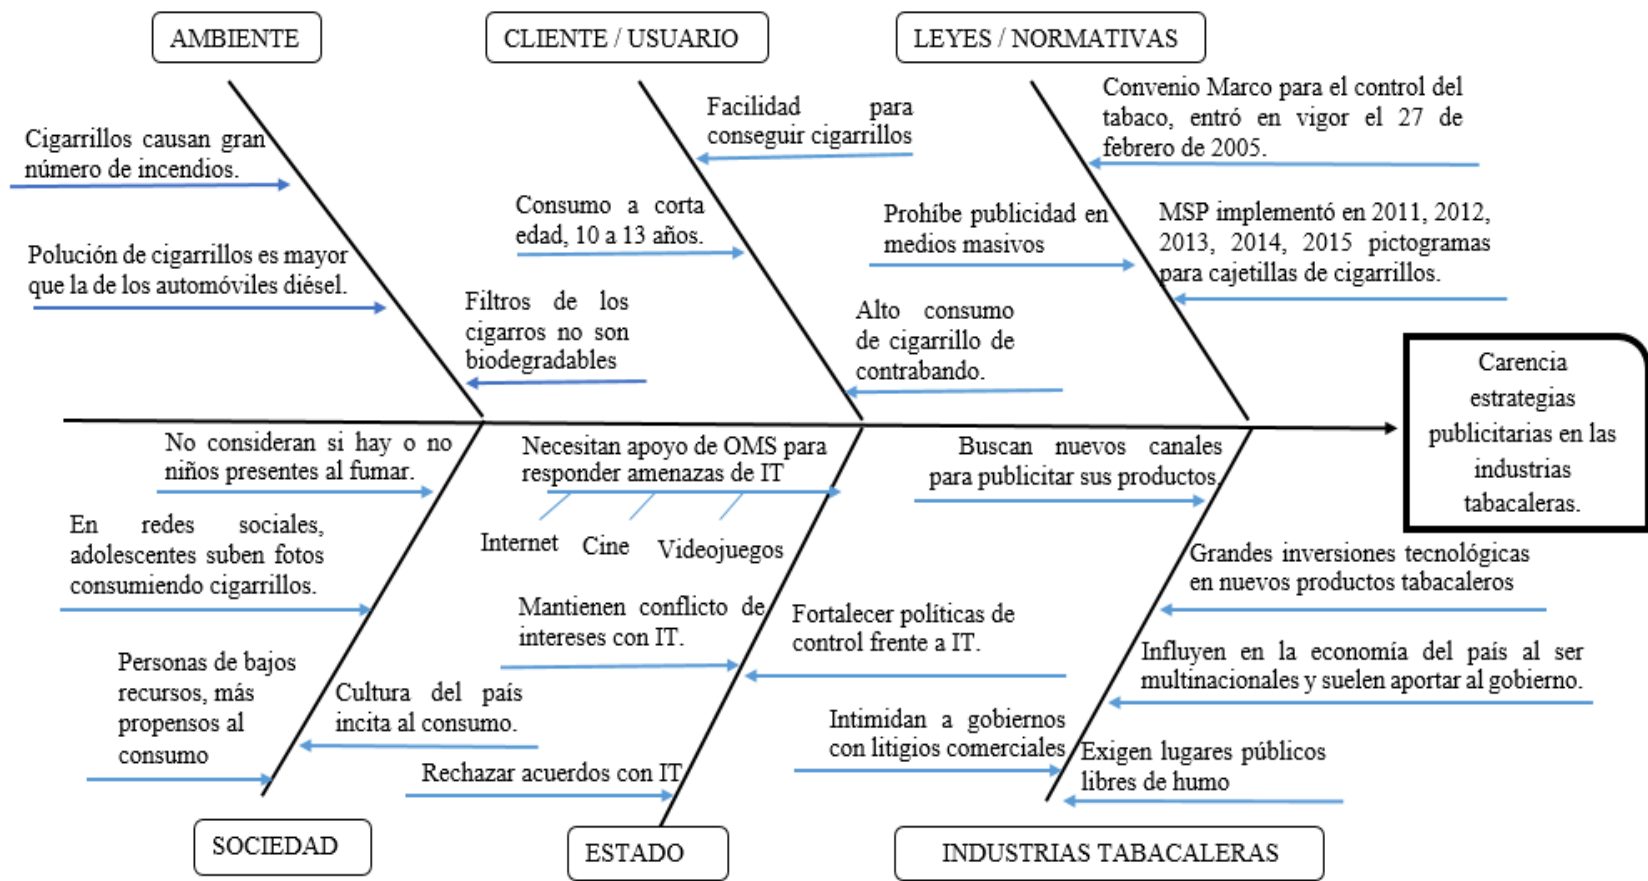 AMBIENTE
CLIENTE / USUARIO
LEYES / NORMATIVAS
Cigarrillos causan gran
número de incendios.
Polución de cigarrillos es mayor
que la de los automóviles diésel.
Filtros de los
cigarros no son
biodegradables
Facilidad para
conseguir cigarrillos
Consumo a corta
edad, 10 a 13 años.
Alto consumo
de cigarrillo de
contrabando.
Convenio Marco para el control del
tabaco, entró en vigor el 27 de
febrero de 2005.
Prohíbe publicidad en
medios masivos
MSP implementó en 2011, 2012,
2013, 2014, 2015 pictogramas
para cajetillas de cigarrillos.
Carencia
estrategias
publicitarias en las
industrias
tabacaleras.
No consideran si hay o no
niños presentes al fumar.
En redes sociales,
adolescentes suben fotos
consumiendo cigarrillos.
Personas de bajos
recursos, más
propensos al
consumo
Cultura del país
incita al consumo.
Necesitan apoyo de OMS para
responder amenazas de IT
Internet
Cine
Videojuegos
Mantienen conflicto de
intereses con IT.
Fortalecer políticas de
control frente a IT.
Rechazar acuerdos con IT
Buscan nuevos canales
para publicitar sus productos.
Grandes inversiones tecnológicas
en nuevos productos tabacaleros
Influyen en la economía del país al ser
multinacionales y suelen aportar al gobierno.
Intimidan a gobiernos
con litigios comerciales
Exigen lugares públicos
libres de humo
SOCIEDAD
ESTADO
INDUSTRIAS TABACALERAS